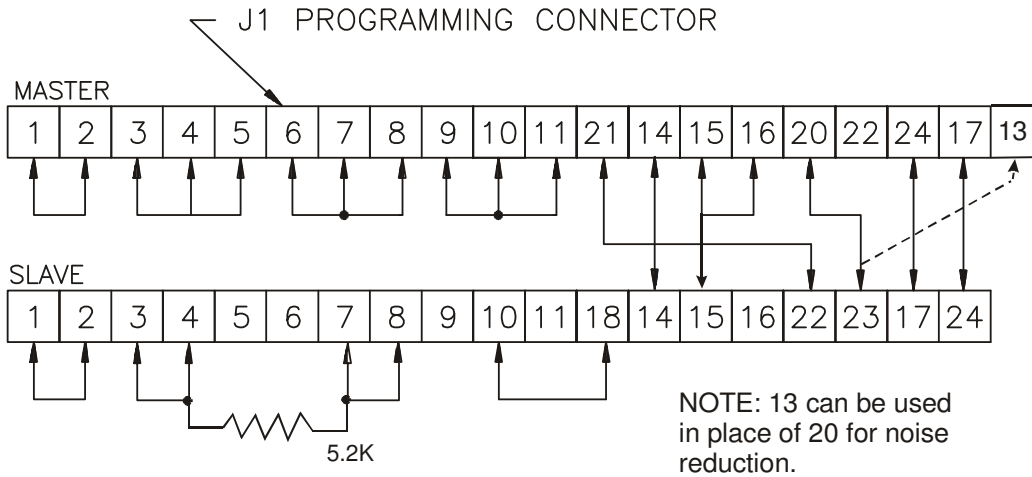 J1 PROGRAMMING CONNECTOR
MASTER
1 2 3 4 5 6 7 8 9 10 11 21 14 15 16 20 22 24 17 13
SLAVE
1 2 3 4 5 6 7 8 9 10 11 18 14 15 16 22 23 17 24
5.2K
NOTE: 13 can be used
in place of 20 for noise
reduction.